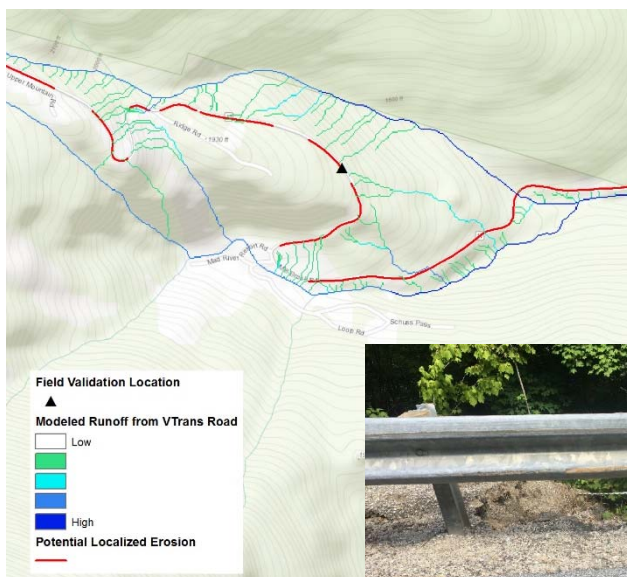 Upper Mountain Rd
Ridge Rd
1930 ft
Mad River Resort Rd
Loop Rd
Schuss Pass
Field Validation Location
Modeled Runoff from VTrans Road
Low
High
Potential Localized Erosion